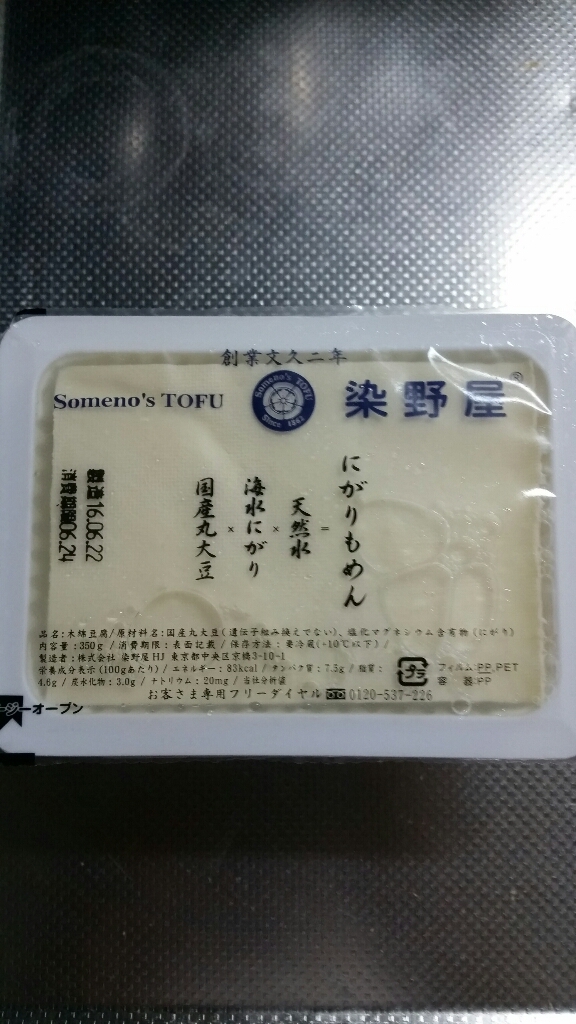 創業文久二年
Someno's TOFU
Someno's TOFU Since 1862
染野屋®
にがりもめん
=
天然水
×
海水にがり
×
国産丸大豆
製造16.06.22
消費期限06.24
品名:木綿豆腐/原材料名:国産丸大豆(遺伝子組み換えでない)、塩化マグネシウム含有物(にがり)
内容量:350g/消費期限:表面記載/保存方法:要冷蔵(-10℃以下)/
製造者:株式会社 染野屋HJ 東京都中央区京橋3-10-1
栄養成分表示(100gあたり)/エネルギー:83kcal/タンパク質:7.5g/脂質:
4.6g/炭水化物:3.0g/ナトリウム:20mg/当社分析値
プラ
フィルム:PP,PET
容器:PP
お客さま専用フリーダイヤル 0120-537-226
ージーオープン